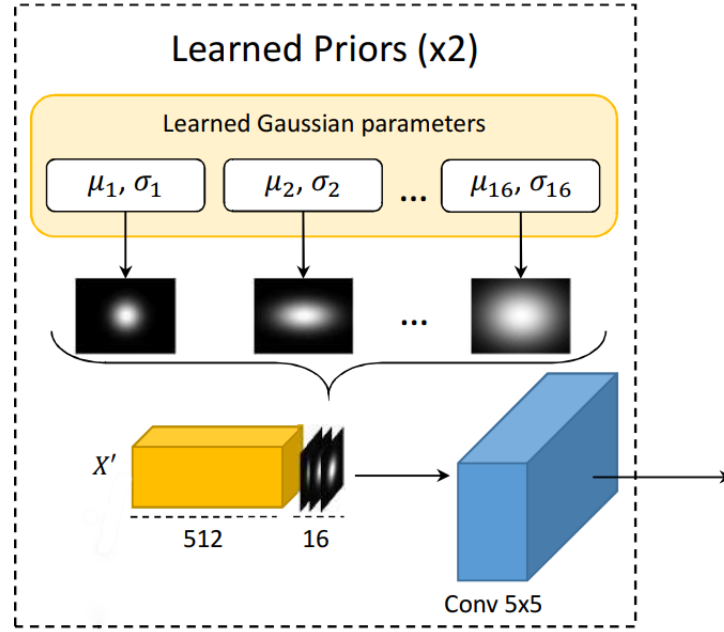 Learned Priors (x2)
Learned Gaussian parameters
μ₁, σ₁ μ₂, σ₂ ... μ₁₆, σ₁₆
...
X′
512 16
Conv 5x5